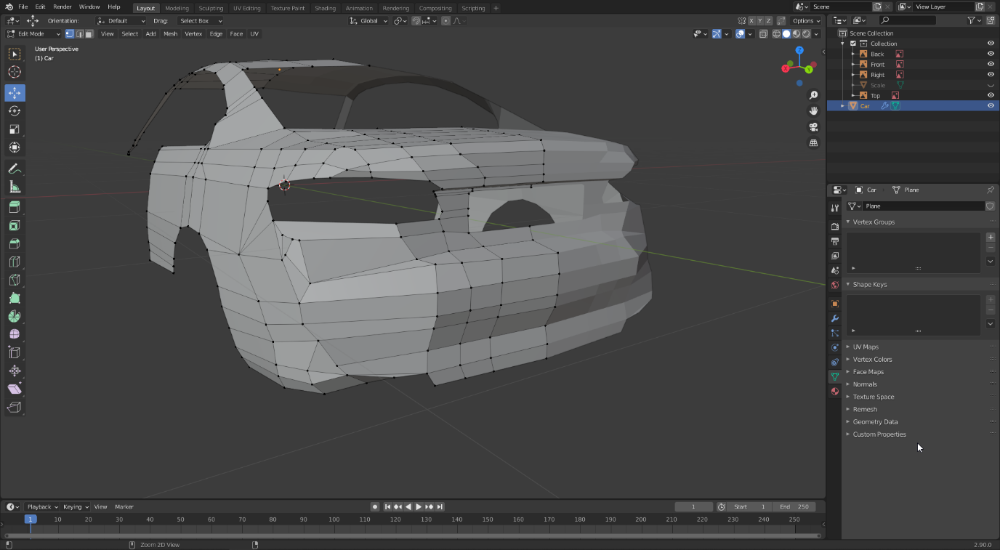 File Edit Render Window Help Layout Modeling Sculpting UV Editing Texture Paint Shading Animation Rendering Compositing Scripting + Scene View Layer
Orientation: Default Drag: Select Box Global X Y Z Options
Edit Mode View Select Add Mesh Vertex Edge Face UV
User Perspective
(1) Car
Z
X
Y
Scene Collection
Collection
Back
Front
Right
Scale
Top
Car
Car Plane
Plane
Vertex Groups
Shape Keys
UV Maps
Vertex Colors
Face Maps
Normals
Texture Space
Remesh
Geometry Data
Custom Properties
Playback Keying View Marker 1 Start 1 End 250
1 10 20 30 40 50 60 70 80 90 100 110 120 130 140 150 160 170 180 190 200 210 220 230 240 250
Zoom 2D View 2.90.0